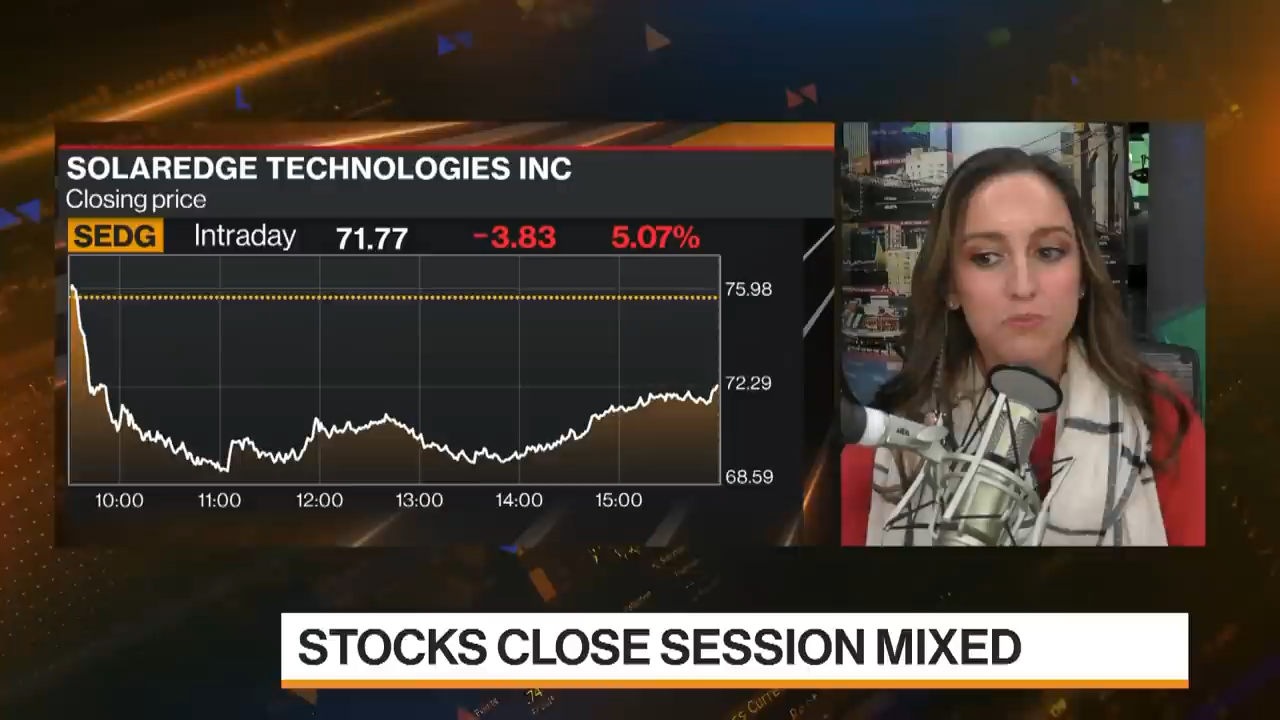 SOLAREDGE TECHNOLOGIES INC
Closing price
SEDG Intraday 71.77 -3.83 5.07%
75.98
72.29
68.59
10:00 11:00 12:00 13:00 14:00 15:00
STOCKS CLOSE SESSION MIXED
74